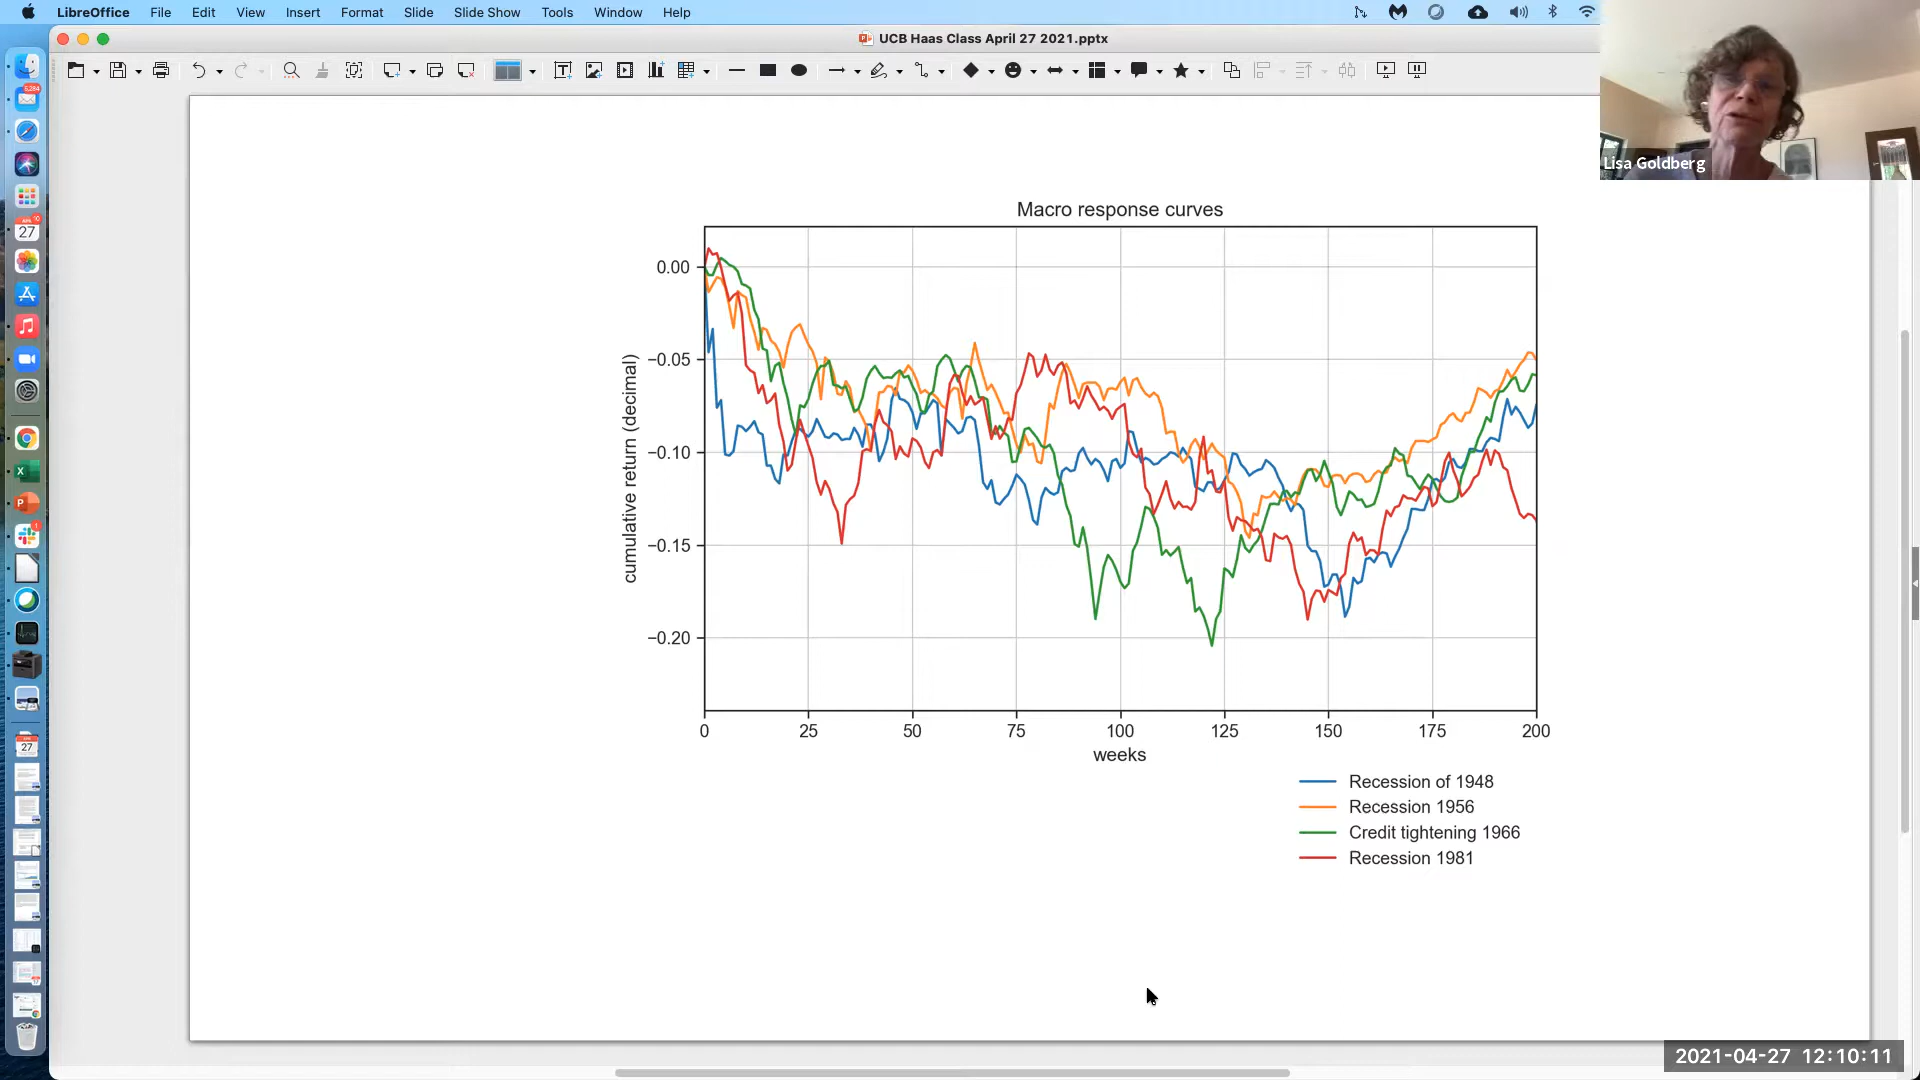 LibreOffice File Edit View Insert Format Slide Slide Show Tools Window Help
UCB Haas Class April 27 2021.pptx
Lisa Goldberg
Macro response curves
0.00
−0.05
−0.10
−0.15
−0.20
cumulative return (decimal)
0 25 50 75 100 125 150 175 200
weeks
Recession of 1948
Recession 1956
Credit tightening 1966
Recession 1981
27
27
2021-04-27 12:10:11